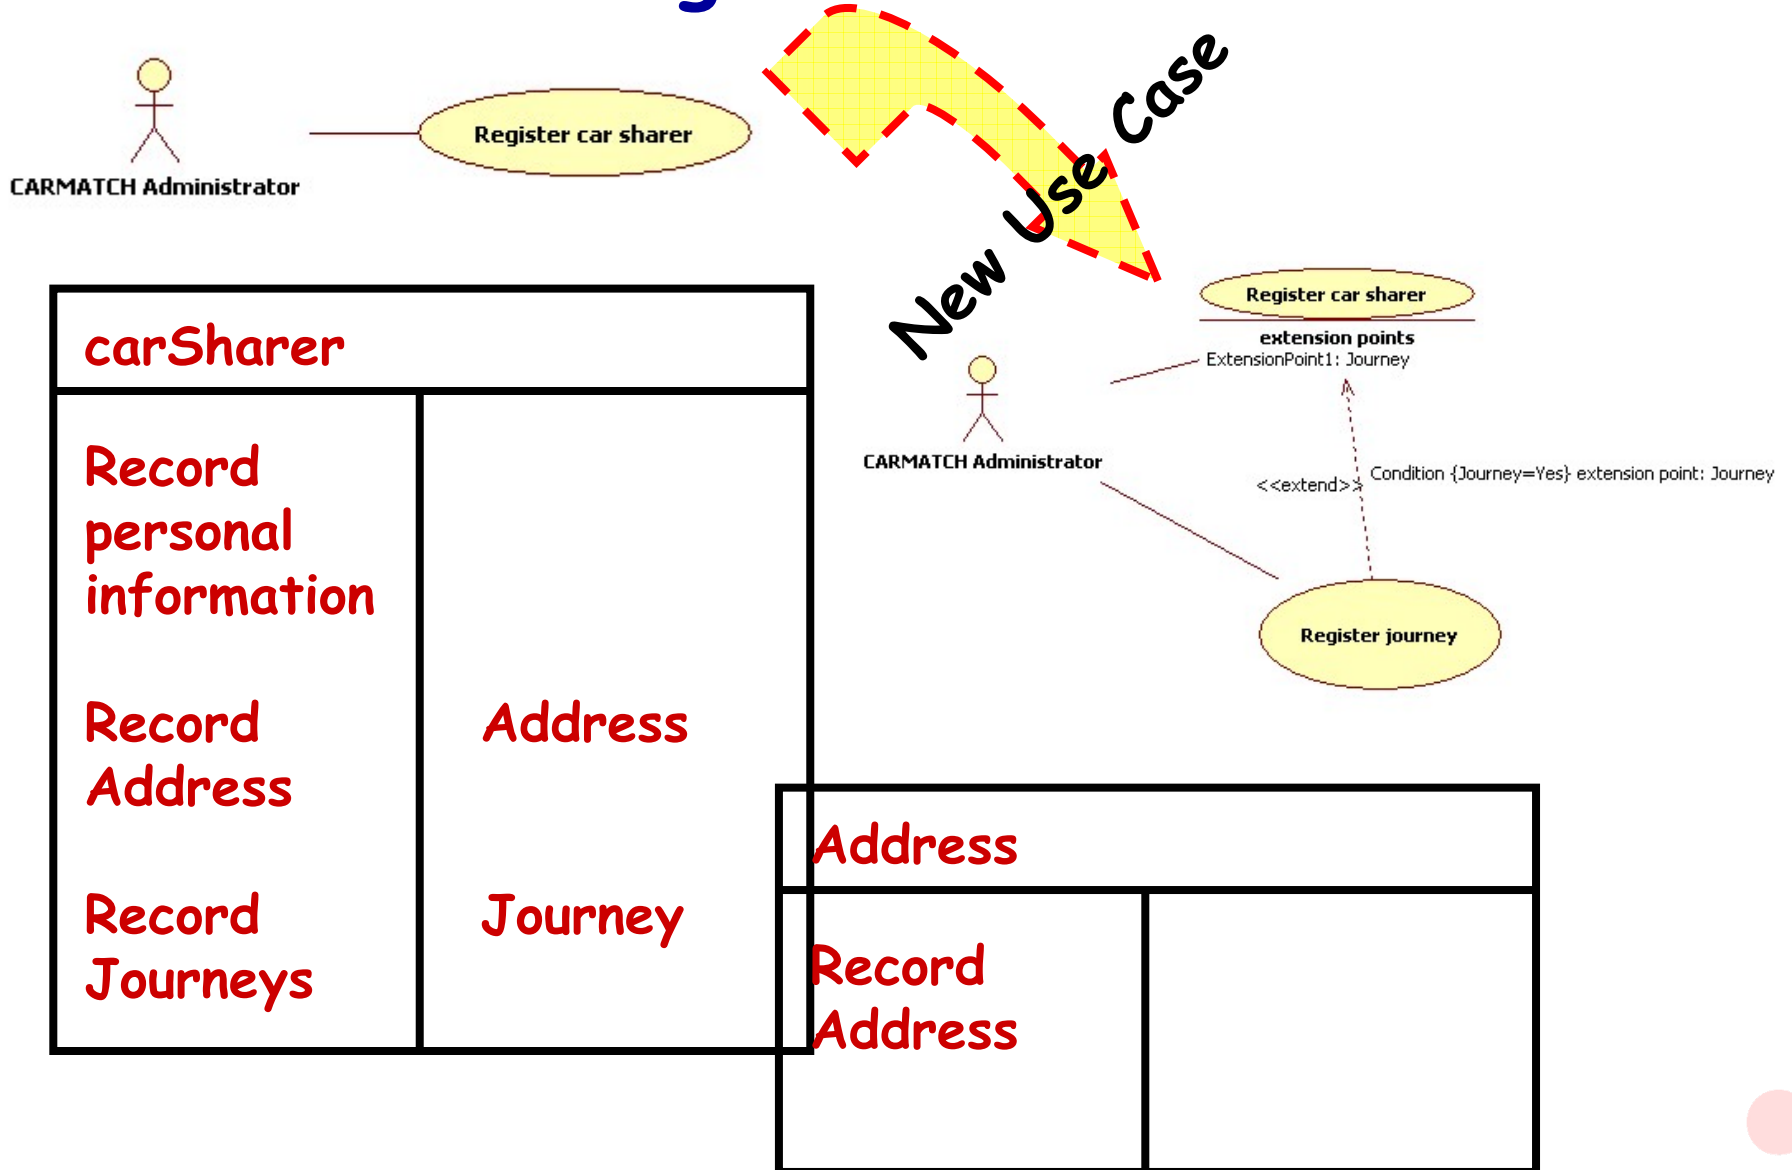 CARMATCH Administrator
Register car sharer
New Use Case
Register car sharer
extension points
ExtensionPoint1: Journey
CARMATCH Administrator
<<extend>>
Condition {Journey=Yes} extension point: Journey
Register journey
carSharer
Record
personal
information
Record Address
Address
Record Journey
Journeys
Address
Record
Address